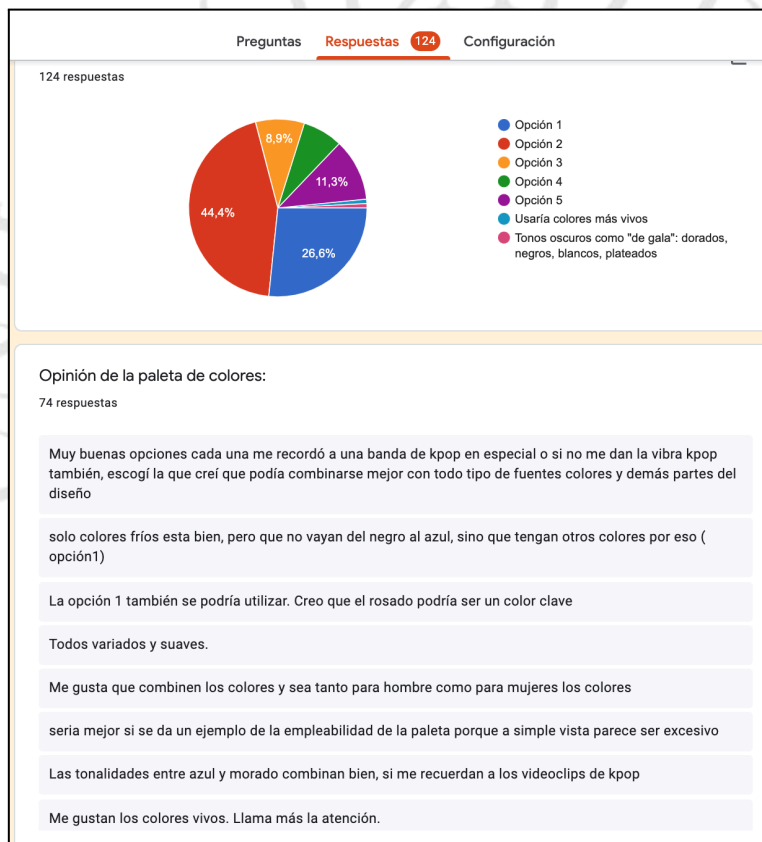 Preguntas Respuestas 124 Configuración
124 respuestas
8,9%
11,3%
44,4%
26,6%
Opción 1
Opción 2
Opción 3
Opción 4
Opción 5
Usaría colores más vivos
Tonos oscuros como "de gala": dorados,
negros, blancos, plateados
Opinión de la paleta de colores:
74 respuestas
Muy buenas opciones cada una me recordó a una banda de kpop en especial o si no me dan la vibra kpop
también, escogí la que creí que podía combinarse mejor con todo tipo de fuentes colores y demás partes del
diseño
solo colores fríos esta bien, pero que no vayan del negro al azul, sino que tengan otros colores por eso (
opción1)
La opción 1 también se podría utilizar. Creo que el rosado podría ser un color clave
Todos variados y suaves.
Me gusta que combinen los colores y sea tanto para hombre como para mujeres los colores
seria mejor si se da un ejemplo de la empleabilidad de la paleta porque a simple vista parece ser excesivo
Las tonalidades entre azul y morado combinan bien, si me recuerdan a los videoclips de kpop
Me gustan los colores vivos. Llama más la atención.